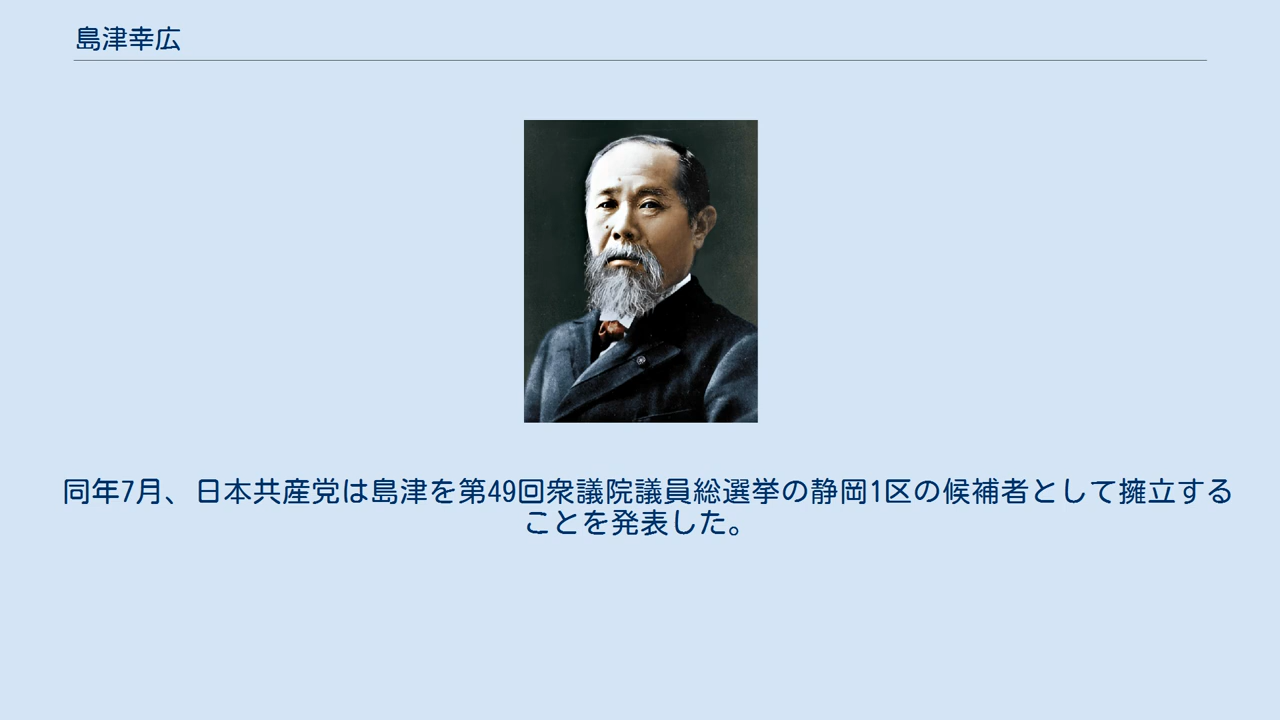 島津幸広
同年7月、日本共産党は島津を第49回衆議院議員総選挙の静岡1区の候補者として擁立する
ことを発表した。